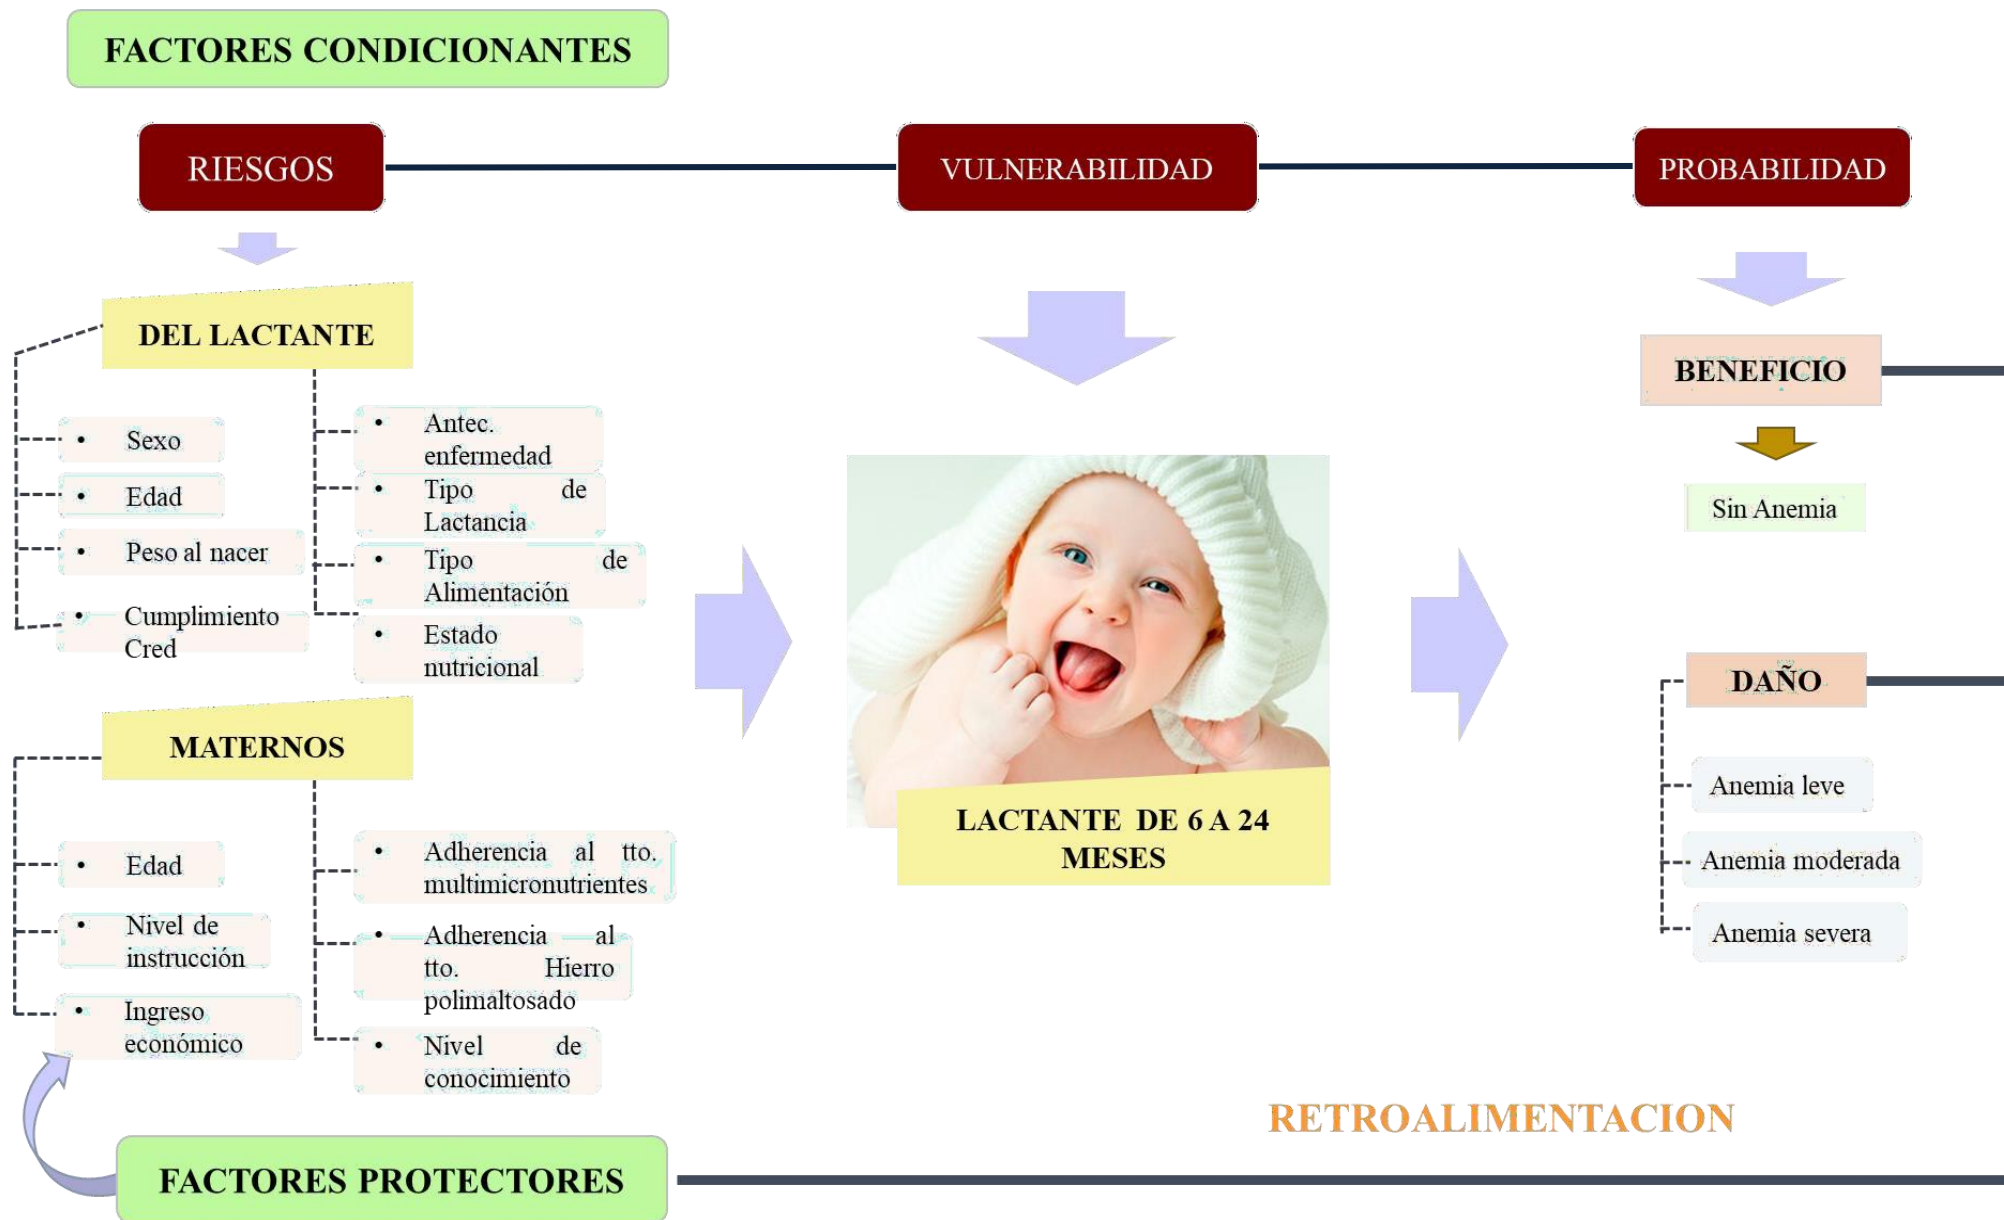 FACTORES CONDICIONANTES
RIESGOS
VULNERABILIDAD
PROBABILIDAD
DEL LACTANTE
• Sexo
• Edad
• Peso al nacer
• Cumplimiento
Cred
• Antec.
enfermedad
• Tipo de
Lactancia
• Tipo de
Alimentación
• Estado
nutricional
MATERNOS
• Edad
• Nivel de
instrucción
• Ingreso
económico
• Adherencia al tto.
multimicronutrientes
• Adherencia al
tto. Hierro
polimaltosado
• Nivel de
conocimiento
LACTANTE DE 6 A 24
MESES
BENEFICIO
Sin Anemia
DAÑO
Anemia leve
Anemia moderada
Anemia severa
RETROALIMENTACION
FACTORES PROTECTORES